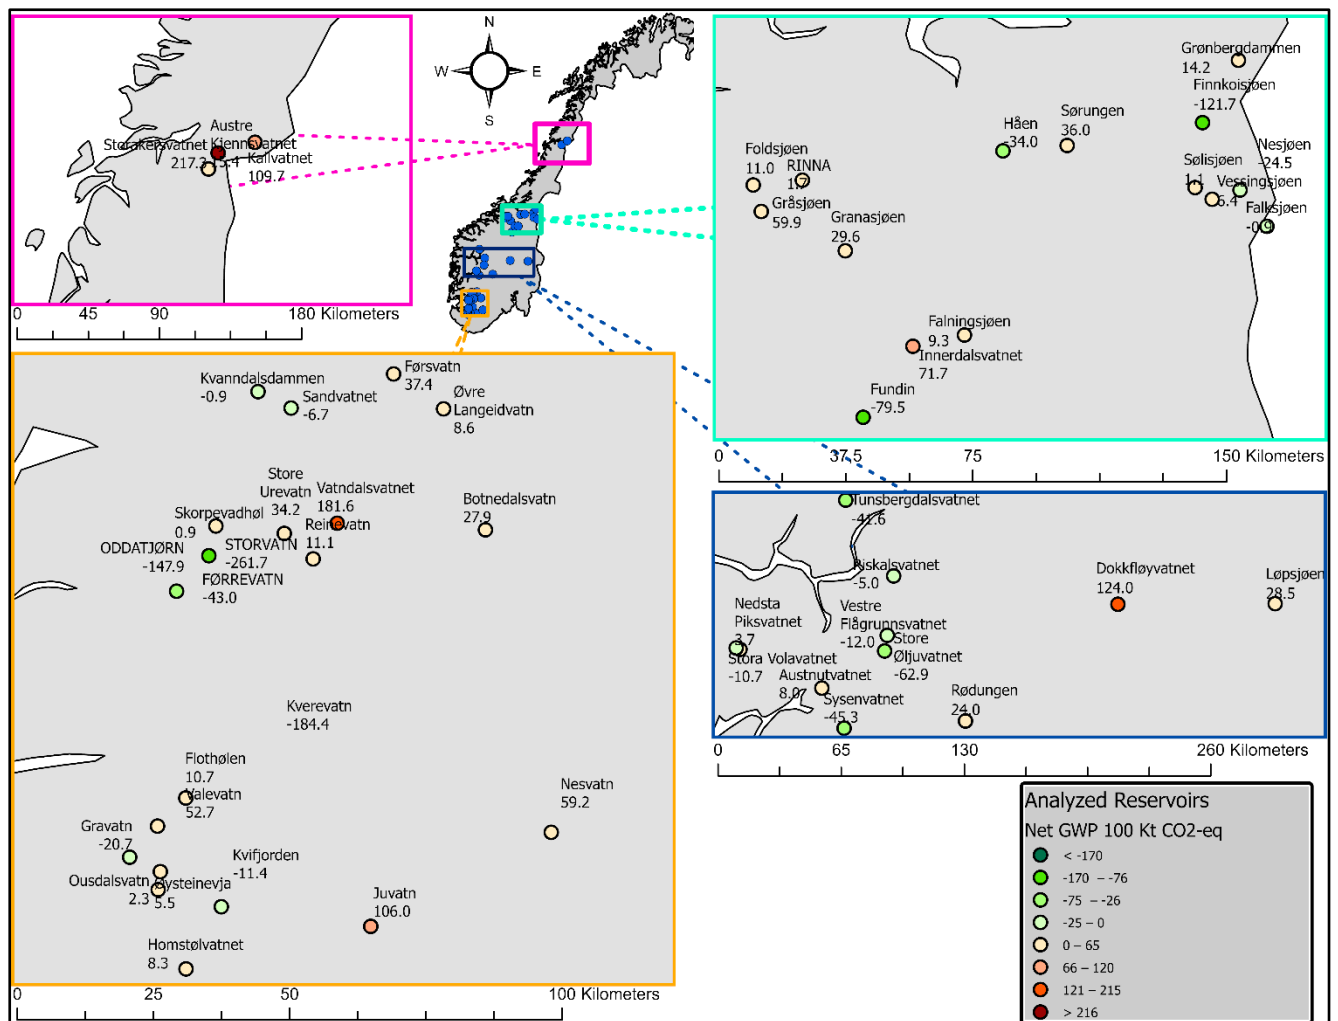 N
W
E
S
Austre
Kjennsvatnet
Storakersvatnet
217.3
Kallvatnet
109.7
0
45
90
180 Kilometers
Grønbergdammen
14.2
Finnkoisjøen
-121.7
Håen
-34.0
Sørungen
36.0
Nesjøen
-24.5
Foldsjøen
11.0
RINNA
1.7
Sølisjøen
1.1
Vessingsjøen
6.4
Gråsjøen
59.9
Falksjøen
-0.9
Granasjøen
29.6
Falningsjøen
9.3
Innerdalsvatnet
71.7
Fundin
-79.5
0
37.5
75
150 Kilometers
Førsvatn
37.4
Kvanndalsdammen
-0.9
Sandvatnet
-6.7
Øvre
Langeidvatn
8.6
Store
Urevatn
34.2
Vatndalsvatnet
181.6
Botnedalsvatn
27.9
Skorpevadhøl
0.9
Reinevatn
11.1
ODDATJØRN
-147.9
STORVATN
-261.7
FØRREVATN
-43.0
Kverevatn
-184.4
Flothølen
10.7
Valevatn
52.7
Nesvatn
59.2
Gravatn
-20.7
Kvifjorden
-11.4
Ousdalsvatn
2.3
Øysteinevja
5.5
Juvatn
106.0
Homstølvatnet
8.3
0
25
50
100 Kilometers
Tunsbergdalsvatnet
-41.6
-5.0
Dokkfløyvatnet
124.0
Løpsjøen
28.5
Nedsta
Piksvatnet
3.7
Vestre
Flågrunnsvatnet
-12.0
Store
Øljuvatnet
-62.9
Stora Volavatnet
-10.7
Austnutvatnet
8.0
Sysenvatnet
-45.3
Rødungen
24.0
0
65
130
260 Kilometers
Analyzed Reservoirs
Net GWP 100 Kt CO2-eq
< -170
-170 – -76
-75 – -26
-25 – 0
0 – 65
66 – 120
121 – 215
> 216